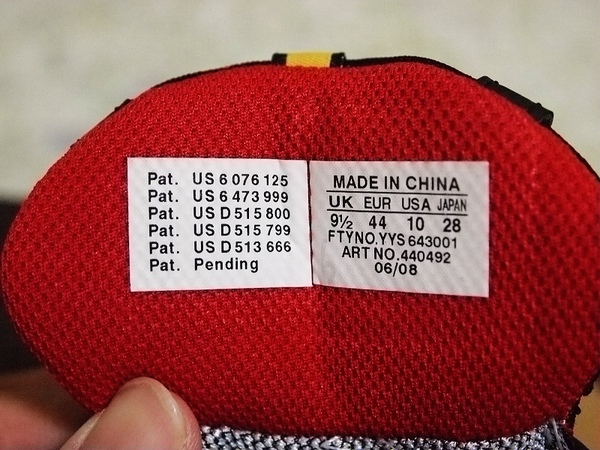 Pat. US 6 076 125
Pat. US 6 473 999
Pat. US D 515 800
Pat. US D 515 799
Pat. US D 513 666
Pat. Pending
MADE IN CHINA
UK EUR USA JAPAN
9½ 44 10 28
FTYNO.YYS 643001
ART NO.440492
06/08